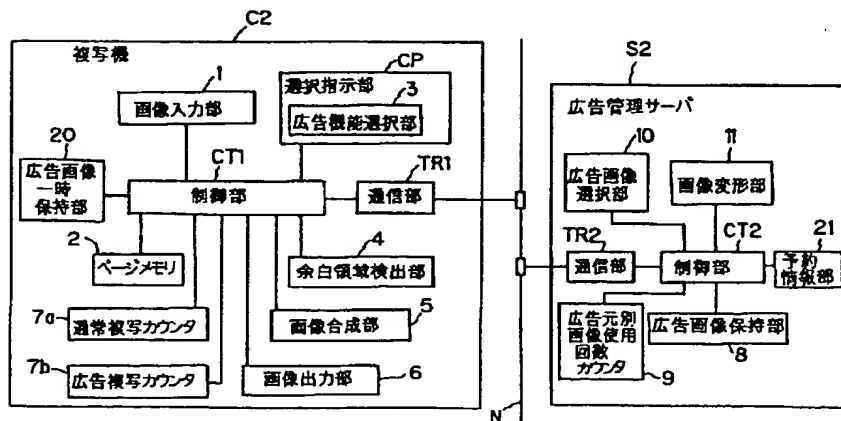 C2
複写機
1
画像入力部
CP
選択指示部
3
広告機能選択部
20
広告画像
一時
保持部
CT1
制御部
TR1
通信部
2
ページメモリ
4
余白領域検出部
7a
通常複写カウンタ
5
画像合成部
7b
広告複写カウンタ
画像出力部
6
N
S2
広告管理サーバ
10
広告画像
選択部
11
画像変形部
TR2
通信部
CT2
制御部
21
予約
情報部
広告元別
画像使用
回数
カウンタ
9
広告画像保持部
8